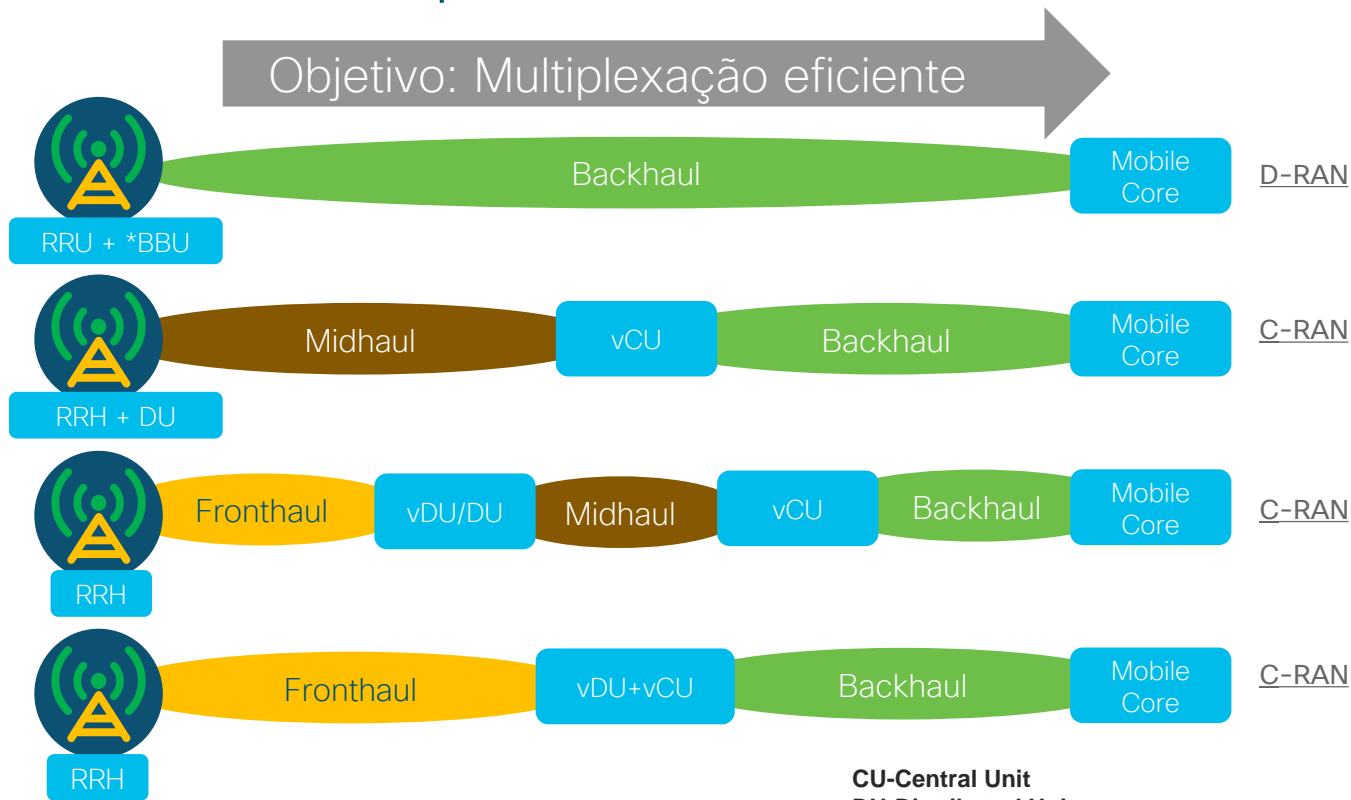 Objetivo: Multiplexação eficiente
Backhaul
Mobile
Core
D-RAN
RRU + *BBU
Midhaul
vCU
Backhaul
Mobile
Core
C-RAN
RRH + DU
Fronthaul
vDU/DU
Midhaul
vCU
Backhaul
Mobile
Core
C-RAN
RRH
Fronthaul
vDU+vCU
Backhaul
Mobile
Core
C-RAN
RRH
CU-Central Unit